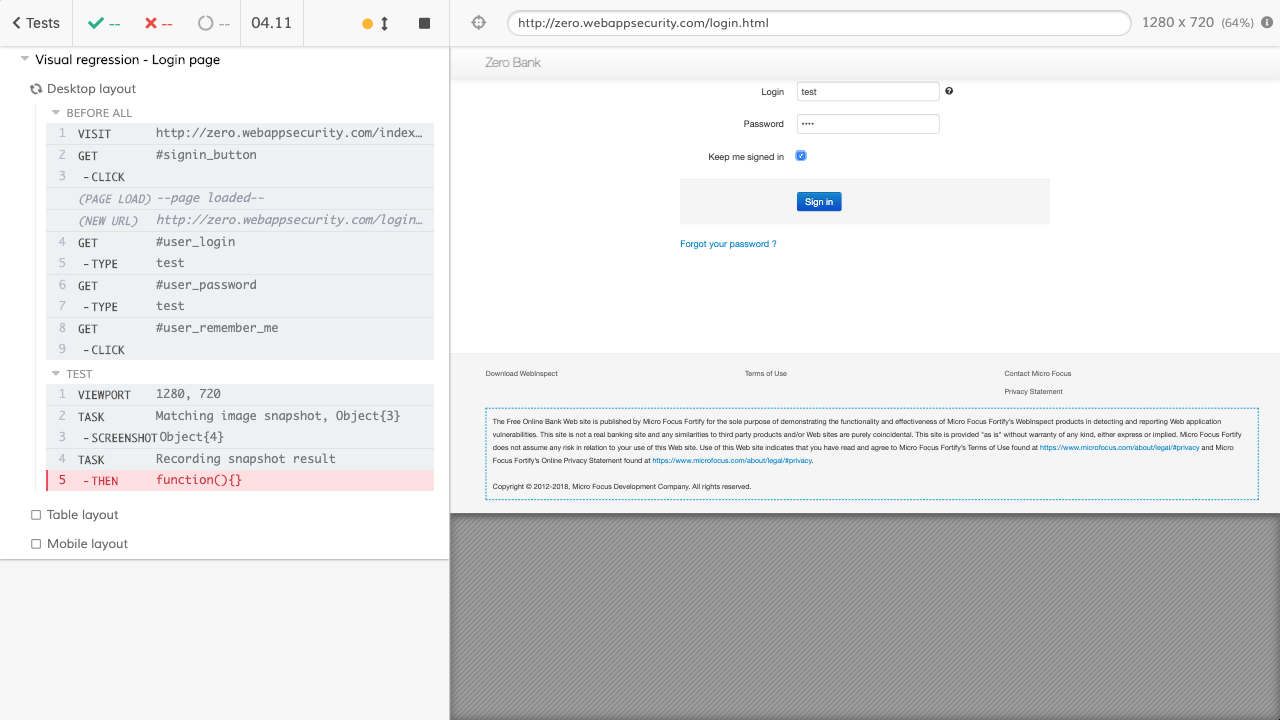 Tests
--
--
--
04.11
http://zero.webappsecurity.com/login.html
1280 x 720 (64%)
Visual regression - Login page
Desktop layout
BEFORE ALL
1 VISIT http://zero.webappsecurity.com/index…
2 GET #signin_button
3 - CLICK
(PAGE LOAD) --page loaded--
(NEW URL) http://zero.webappsecurity.com/login…
4 GET #user_login
5 - TYPE test
6 GET #user_password
7 - TYPE test
8 GET #user_remember_me
9 - CLICK
TEST
1 VIEWPORT 1280, 720
2 TASK Matching image snapshot, Object{3}
3 - SCREENSHOT Object{4}
4 TASK Recording snapshot result
5 - THEN function(){}
Table layout
Mobile layout
Zero Bank
Login test
Password ••••
Keep me signed in
Sign in
Forgot your password ?
Download WebInspect Terms of Use Contact Micro Focus
Privacy Statement
The Free Online Bank Web site is published by Micro Focus Fortify for the sole purpose of demonstrating the functionality and effectiveness of Micro Focus Fortify's WebInspect products in detecting and reporting Web application
vulnerabilities. This site is not a real banking site and any similarities to third party products and/or Web sites are purely coincidental. This site is provided "as is" without warranty of any kind, either express or implied. Micro Focus Fortify
does not assume any risk in relation to your use of this Web site. Use of this Web site indicates that you have read and agree to Micro Focus Fortify's Terms of Use found at https://www.microfocus.com/about/legal/#privacy and Micro
Focus Fortify's Online Privacy Statement found at https://www.microfocus.com/about/legal/#privacy.
Copyright © 2012-2018, Micro Focus Development Company. All rights reserved.